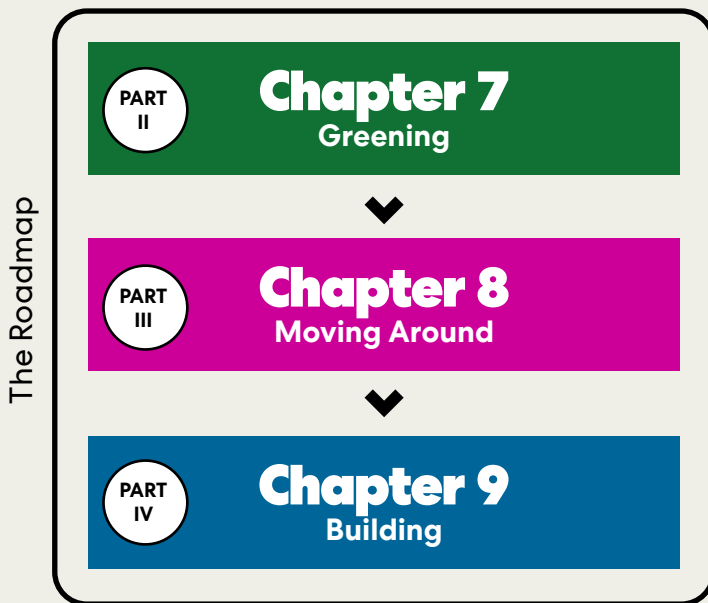 The Roadmap
PART
II
Chapter 7
Greening
PART
III
Chapter 8
Moving Around
PART
IV
Chapter 9
Building